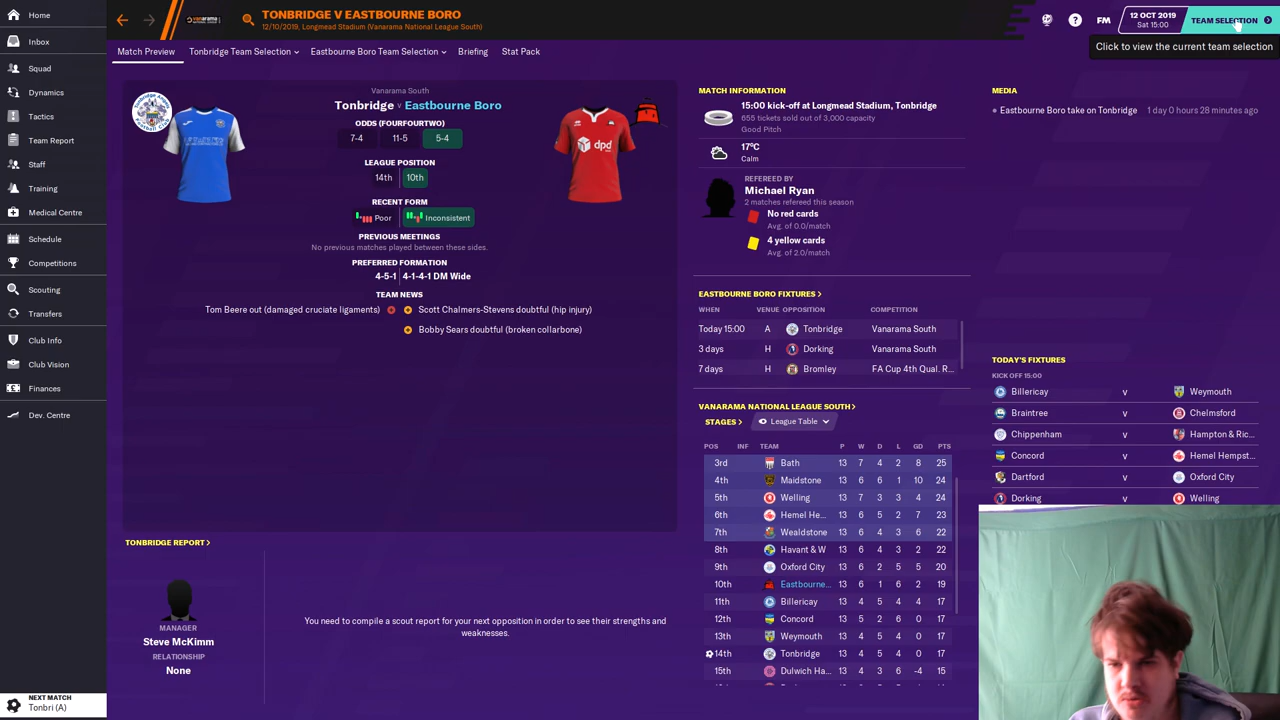 Home
Inbox
Squad
Dynamics
Tactics
Team Report
Staff
Training
Medical Centre
Schedule
Competitions
Scouting
Transfers
Club Info
Club Vision
Finances
Dev. Centre
NEXT MATCH
Tonbri (A)
TONBRIDGE V EASTBOURNE BORO
12/10/2019, Longmead Stadium (Vanarama National League South)
FM
12 OCT 2019
Sat 15:00
TEAM SELECTION
Click to view the current team selection
Match Preview
Tonbridge Team Selection
Eastbourne Boro Team Selection
Briefing
Stat Pack
Vanarama South
Tonbridge v Eastbourne Boro
ODDS (FOURFOURTWO)
7-4 11-5 5-4
LEAGUE POSITION
14th 10th
RECENT FORM
Poor Inconsistent
PREVIOUS MEETINGS
No previous matches played between these sides.
PREFERRED FORMATION
4-5-1 4-1-4-1 DM Wide
TEAM NEWS
Tom Beere out (damaged cruciate ligaments)
Scott Chalmers-Stevens doubtful (hip injury)
Bobby Sears doubtful (broken collarbone)
dpd
TONBRIDGE REPORT
MANAGER
Steve McKimm
RELATIONSHIP
None
You need to compile a scout report for your next opposition in order to see their strengths and
weaknesses.
MATCH INFORMATION
15:00 kick-off at Longmead Stadium, Tonbridge
655 tickets sold out of 3,000 capacity
Good Pitch
17°C
Calm
REFEREED BY
Michael Ryan
2 matches refereed this season
No red cards
Avg. of 0.0/match
4 yellow cards
Avg. of 2.0/match
EASTBOURNE BORO FIXTURES
WHEN VENUE OPPOSITION COMPETITION
Today 15:00 A Tonbridge Vanarama South
3 days H Dorking Vanarama South
7 days H Bromley FA Cup 4th Qual. R...
VANARAMA NATIONAL LEAGUE SOUTH
STAGES League Table
POS INF TEAM P W D L GD PTS
3rd Bath 13 7 4 2 8 25
4th Maidstone 13 6 6 1 10 24
5th Welling 13 7 3 3 4 24
6th Hemel He... 13 6 5 2 7 23
7th Wealdstone 13 6 4 3 6 22
8th Havant & W 13 6 4 3 2 22
9th Oxford City 13 6 2 5 5 20
10th Eastbourne... 13 6 1 6 2 19
11th Billericay 13 4 5 4 4 17
12th Concord 13 5 2 6 0 17
13th Weymouth 13 4 5 4 0 17
14th Tonbridge 13 4 5 4 0 17
15th Dulwich Ha... 13 4 3 6 -4 15
MEDIA
Eastbourne Boro take on Tonbridge 1 day 0 hours 28 minutes ago
TODAY'S FIXTURES
KICK OFF 15:00
Billericay v Weymouth
Braintree v Chelmsford
Chippenham v Hampton & Ric...
Concord v Hemel Hempst...
Dartford v Oxford City
Dorking v Welling